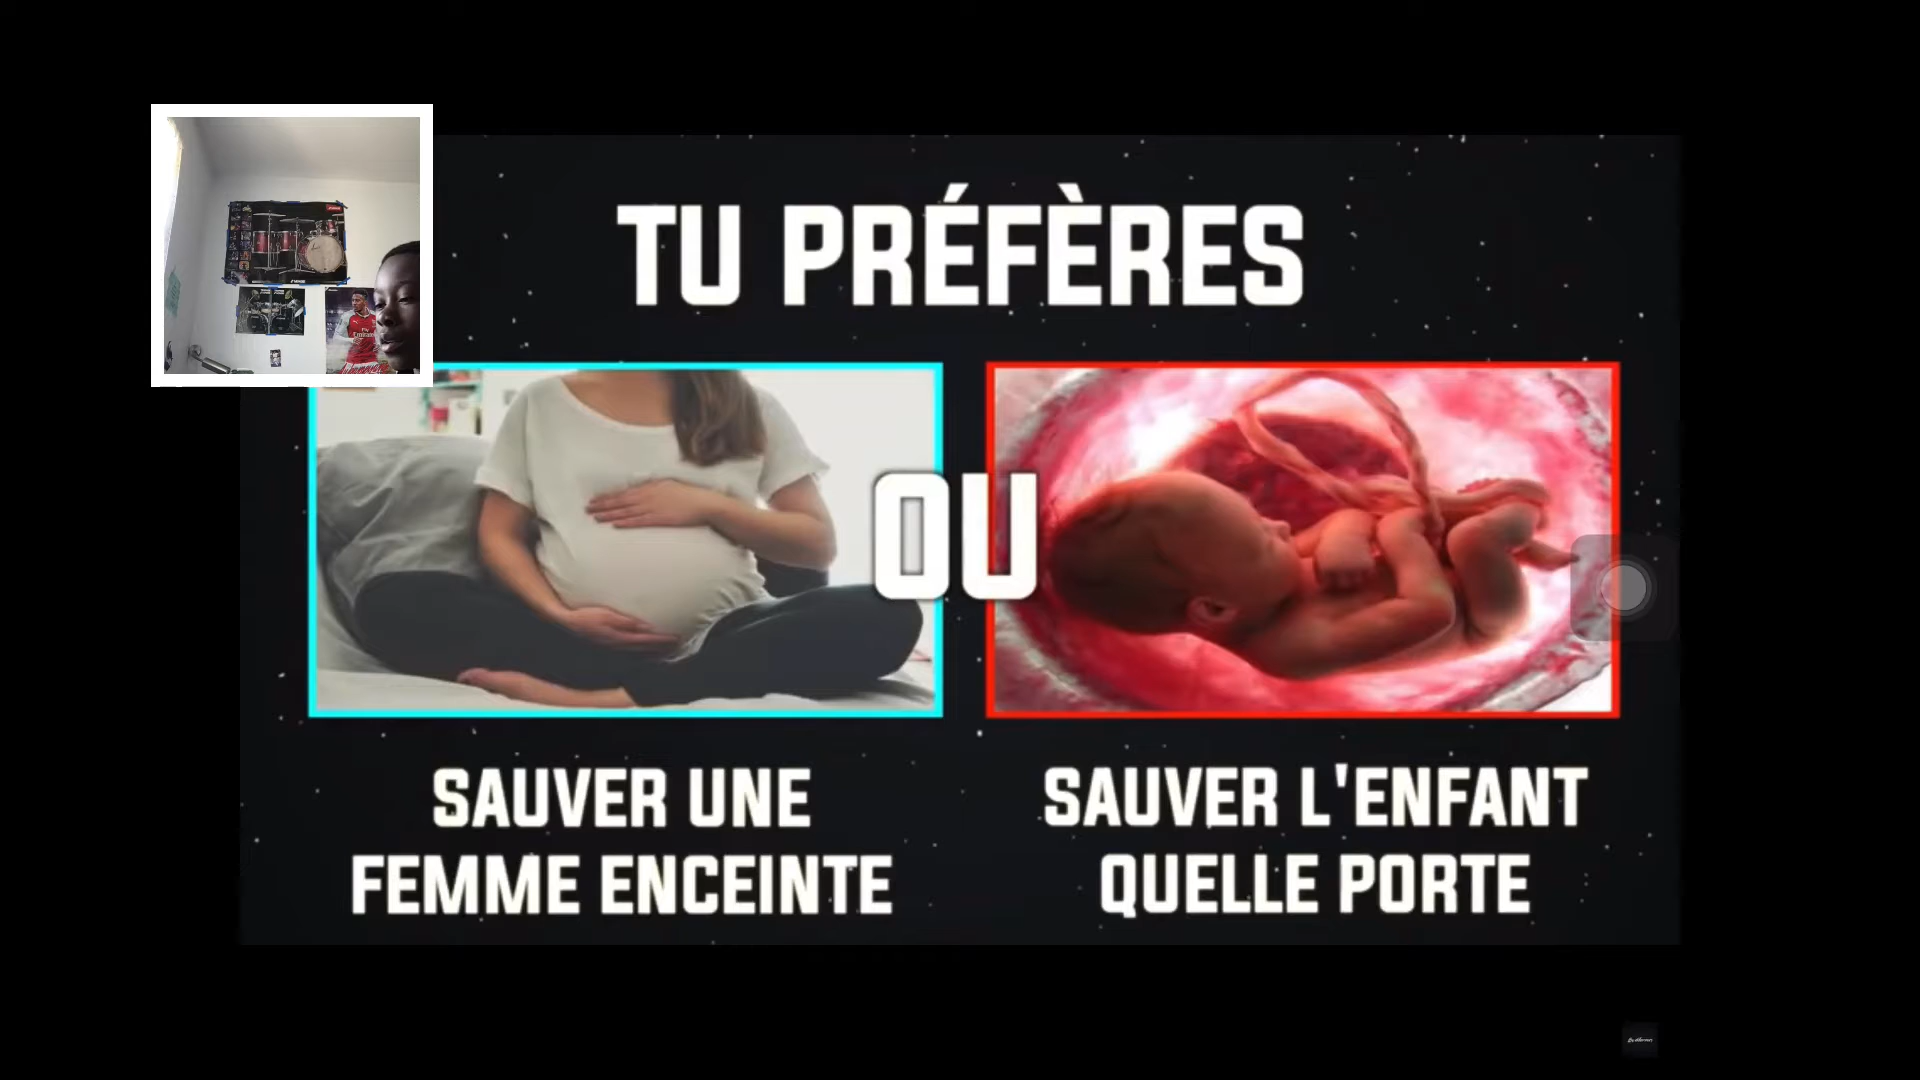 TU PRÉFÈRES
OU
SAUVER UNE
FEMME ENCEINTE
SAUVER L'ENFANT
QUELLE PORTE